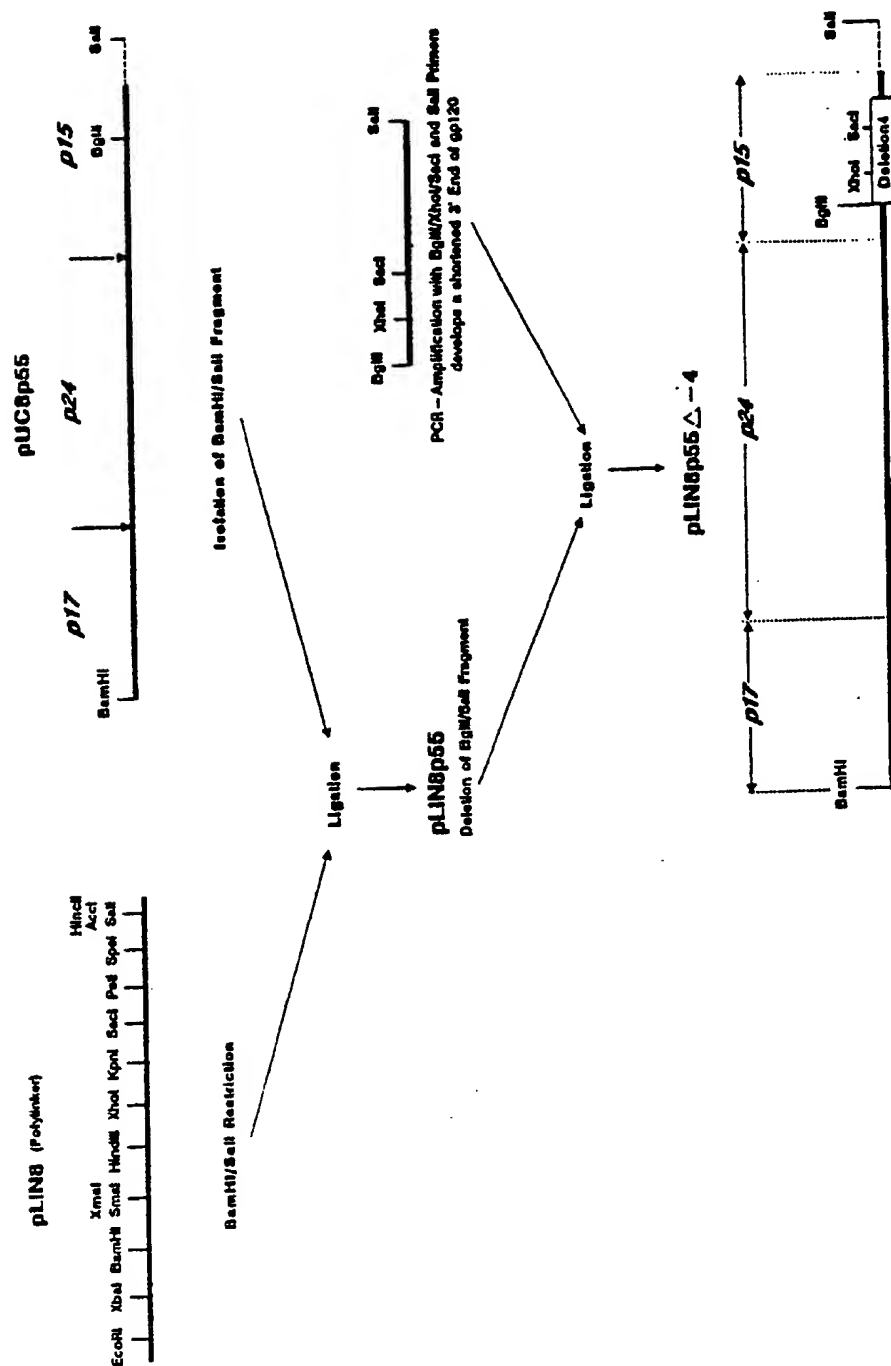 pLIN8 (Polylinker)
XmaI
HincII
AccI
EcoRI XbaI BamHI SmaI HindIII XhoI KpnI SacI PstI SpeI SalI
BamHI/SalI Restriction
pUC8p55
p17 p24 p15
BamHI BglII SalI
Isolation of BamHI/SalI Fragment
Ligation
pLIN8p55
Deletion of BglII/SalI Fragment
BglII XhoI SacI SalI
PCR-Amplification with BglII/XhoI/SacI and SalI Primers
develops a shortened 3' End of gp120
Ligation
pLIN8p55△-4
p17 p24 p15
BamHI BglII XhoI SacI SalI
Deletion4